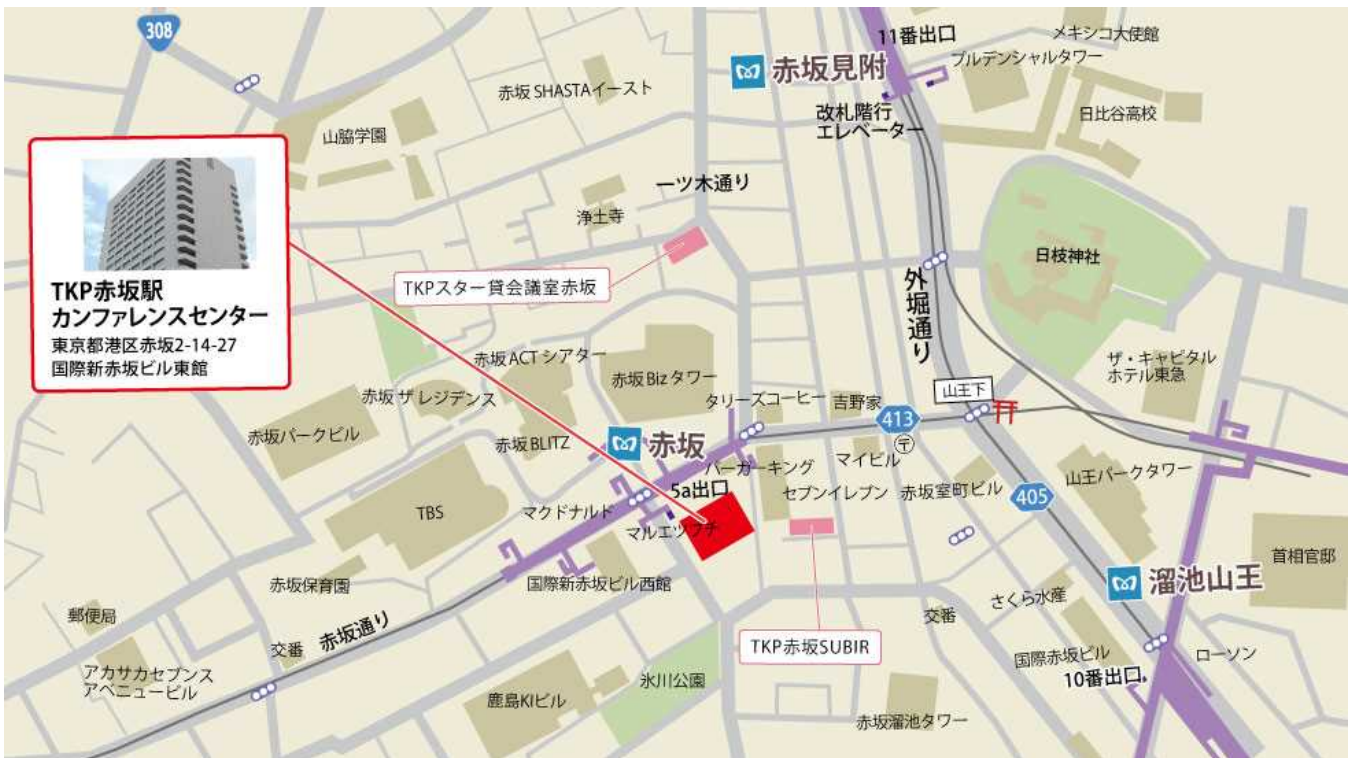 308
11番出口
メキシコ大使館
プルデンシャルタワー
赤坂見附
赤坂 SHASTAイースト
改札階行
エレベーター
日比谷高校
山脇学園
一ツ木通り
浄土寺
日枝神社
TKPスター貸会議室赤坂
外堀通り
TKP赤坂駅
カンファレンスセンター
東京都港区赤坂2-14-27
国際新赤坂ビル東館
赤坂 ACT シアター
赤坂 Biz タワー
ザ・キャピタル
ホテル東急
赤坂 ザ レジデンス
タリーズコーヒー
吉野家
山王下
413
〒
赤坂パークビル
赤坂 BLITZ
赤坂
バーガーキング
マイビル
5a出口
セブンイレブン
赤坂室町ビル
405
山王パークタワー
TBS
マクドナルド
マルエツプチ
首相官邸
赤坂保育園
国際新赤坂ビル西館
溜池山王
さくら水産
郵便局
交番
赤坂通り
TKP赤坂SUBIR
交番
国際赤坂ビル
ローソン
10番出口
アカサカセブンス
アベニュービル
鹿島KIビル
氷川公園
赤坂溜池タワー